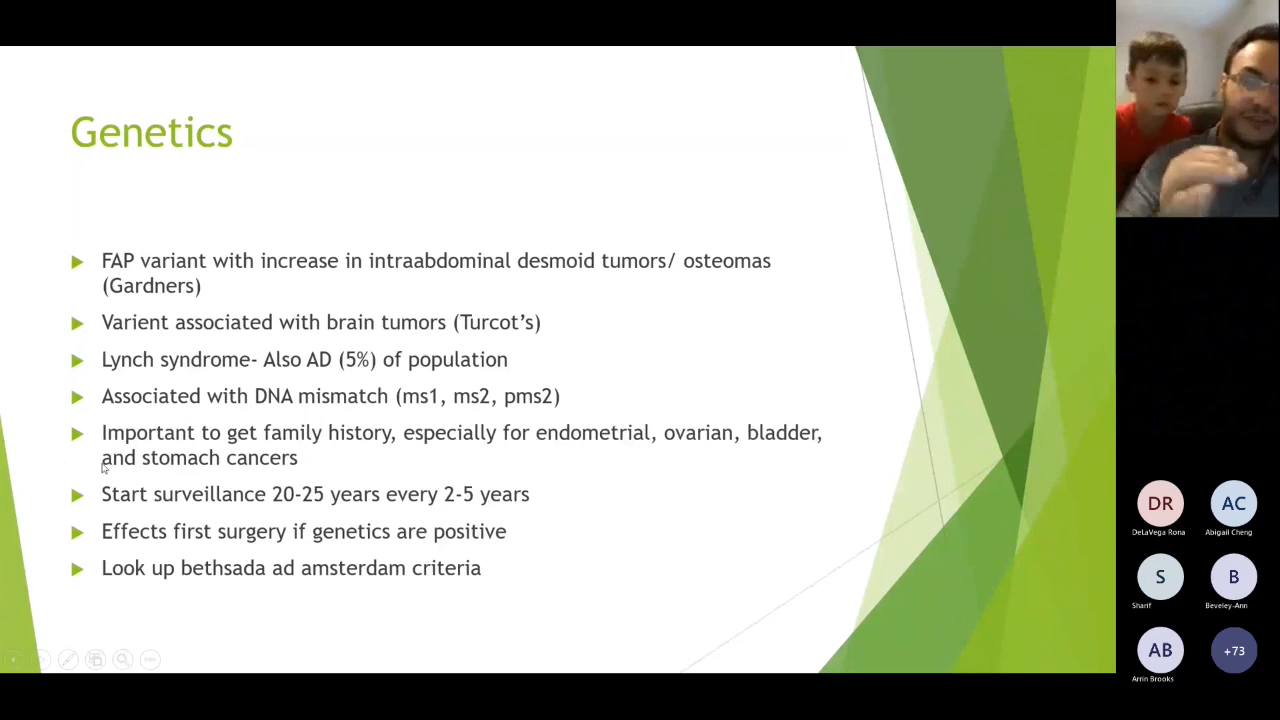 Genetics
FAP variant with increase in intraabdominal desmoid tumors/ osteomas
(Gardners)
Varient associated with brain tumors (Turcot’s)
Lynch syndrome- Also AD (5%) of population
Associated with DNA mismatch (ms1, ms2, pms2)
Important to get family history, especially for endometrial, ovarian, bladder,
and stomach cancers
Start surveillance 20-25 years every 2-5 years
Effects first surgery if genetics are positive
Look up bethsada ad amsterdam criteria
DR
AC
DeLaVega Rona
Abigail Cheng
S
B
Sharif
Beveley-Ann
AB
+73
Arrin Brooks